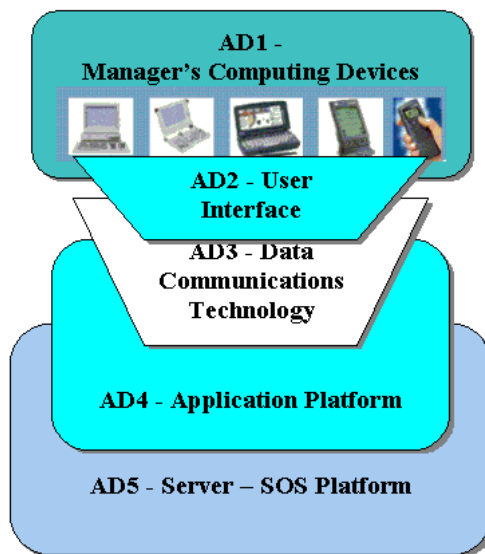 AD1 -
Manager's Computing Devices
AD2 - User
Interface
AD3 - Data
Communications
Technology
AD4 - Application Platform
AD5 - Server – SOS Platform